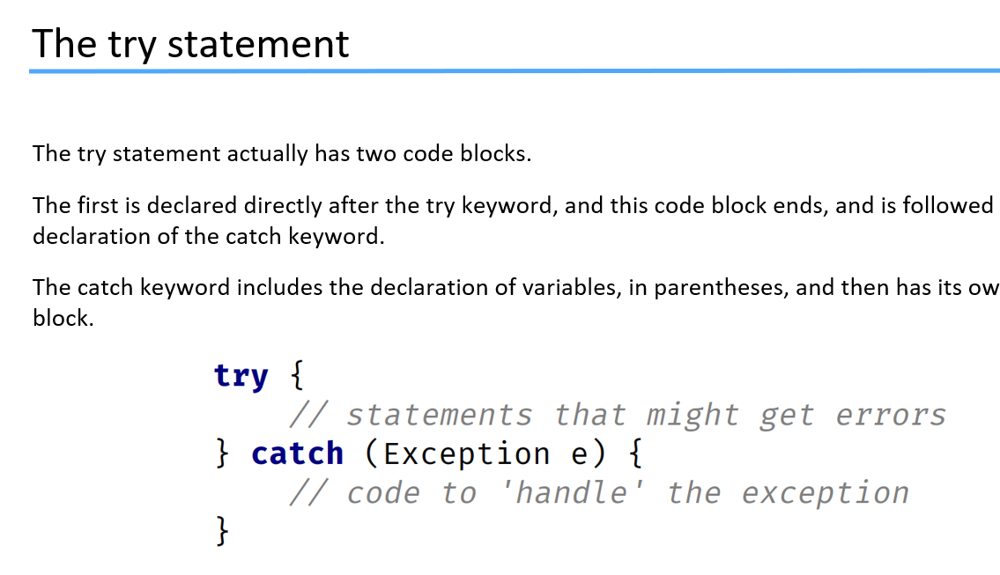 The try statement
The try statement actually has two code blocks.
The first is declared directly after the try keyword, and this code block ends, and is followed
declaration of the catch keyword.
The catch keyword includes the declaration of variables, in parentheses, and then has its ow
block.
try {
// statements that might get errors
} catch (Exception e) {
// code to 'handle' the exception
}